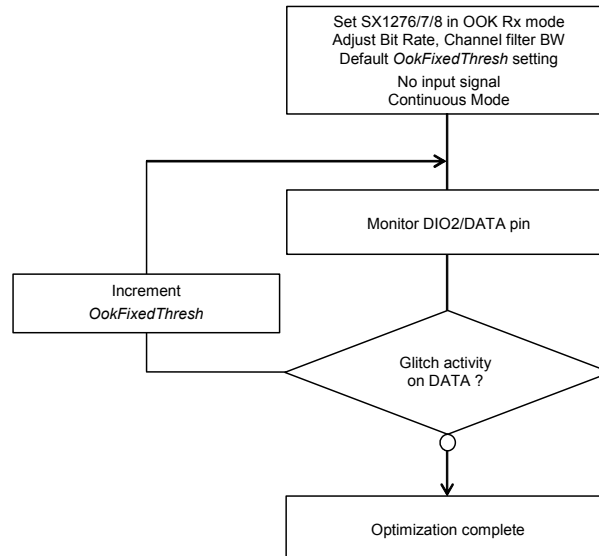 Set SX1276/7/8 in OOK Rx mode
Adjust Bit Rate, Channel filter BW
Default OokFixedThresh setting
No input signal
Continuous Mode
Monitor DIO2/DATA pin
Increment
OokFixedThresh
Glitch activity
on DATA ?
Optimization complete